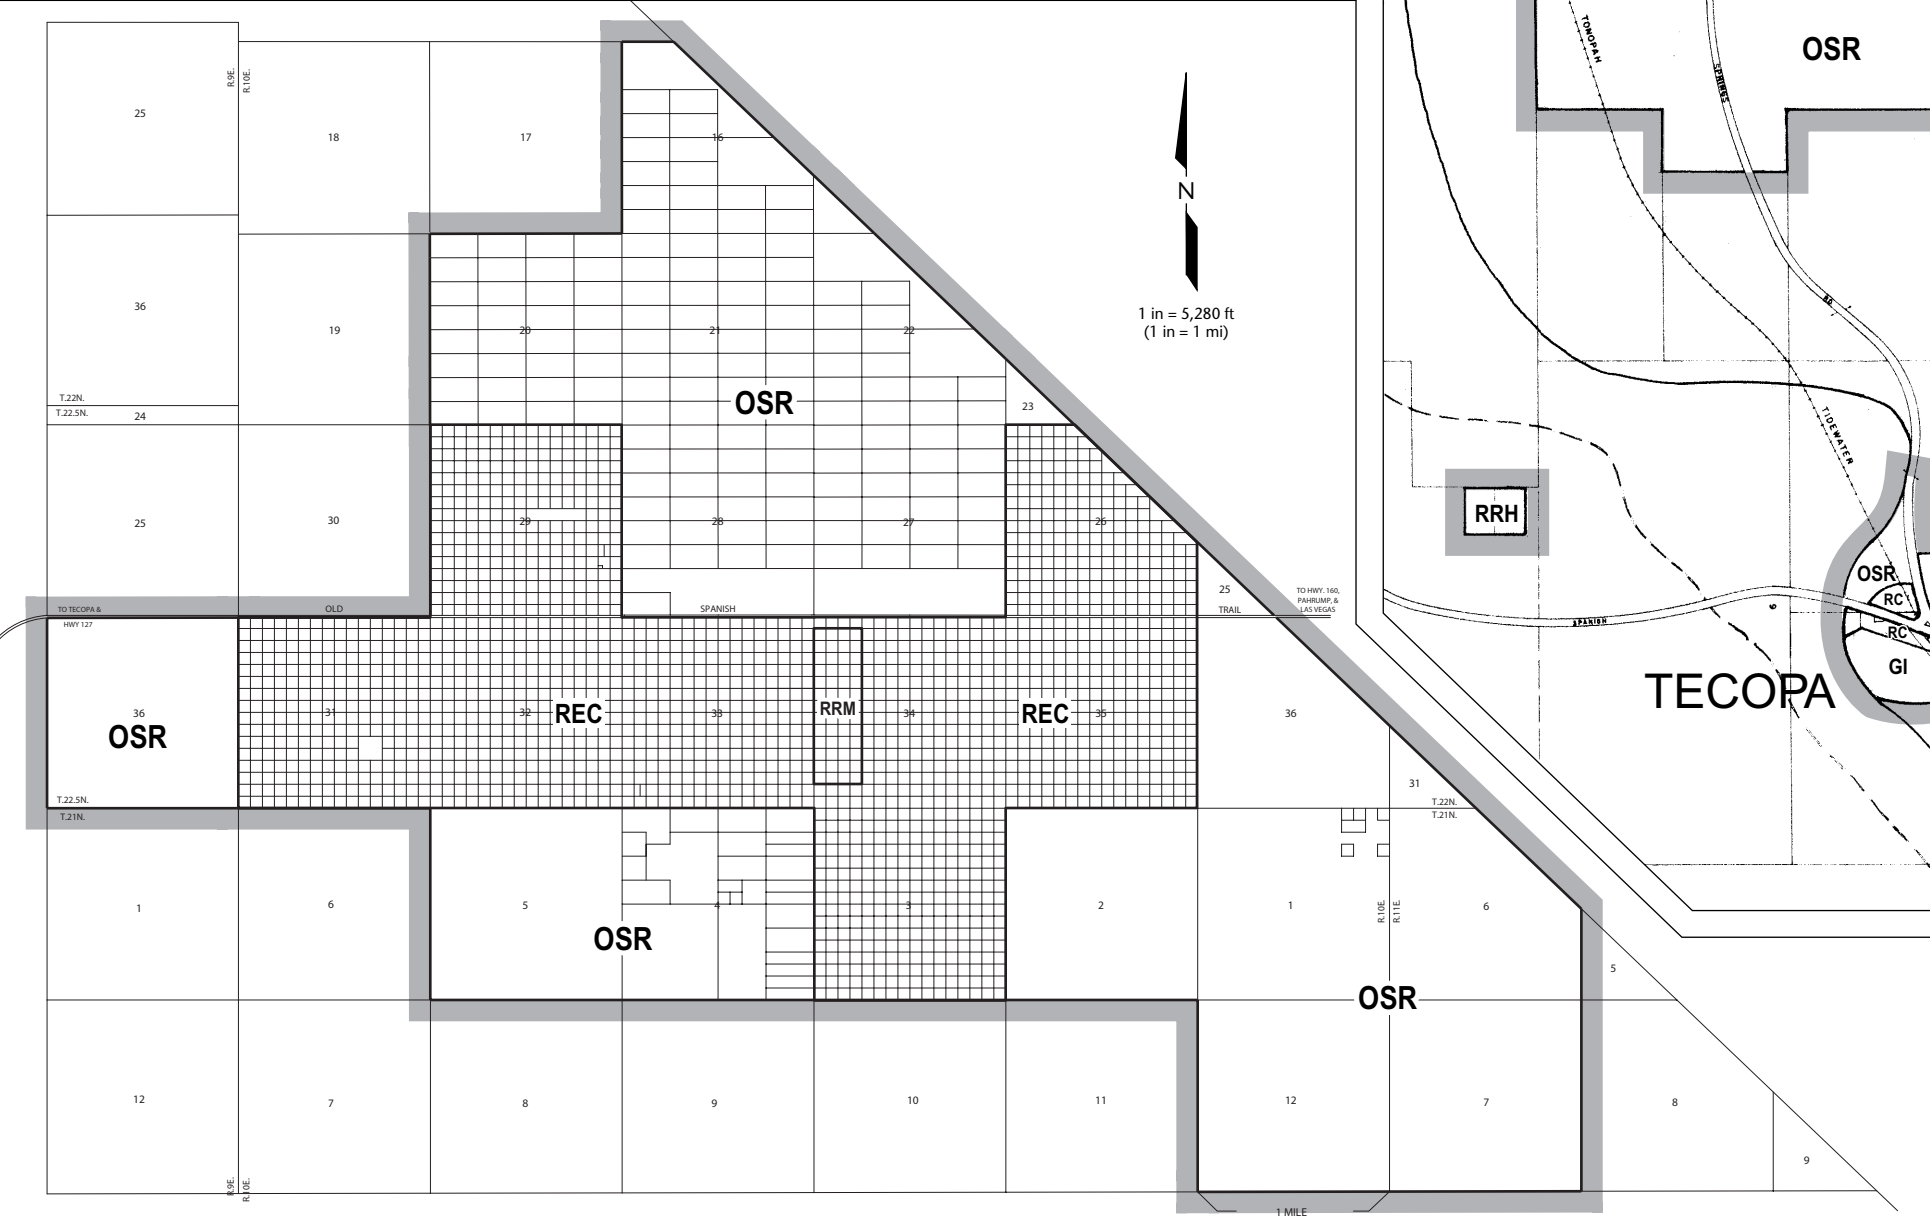 OSR
TONOPAH
SPRINGS
R.9E.
R.10E.
25
18
17
16
N
1 in = 5,280 ft
(1 in = 1 mi)
36
19
20
21
22
RD
T.22N.
T.22.5N.
24
OSR
23
TIDEWATER
25
30
29
28
27
26
RRH
OSR
RC
RC
GI
TO TECOPA &
HWY 127
OLD
SPANISH
25
TRAIL
TO HWY. 160,
PAHRUMP, &
LAS VEGAS
SPANISH
TECOPA
36
OSR
31
32
REC
33
RRM
34
REC
35
36
31
T.22.5N.
T.21N.
T.22N.
T.21N.
1
6
5
4
3
2
1
R.10E.
R.11E.
6
OSR
5
OSR
12
7
8
9
10
11
12
7
8
9
R.9E.
R.10E.
1 MILE